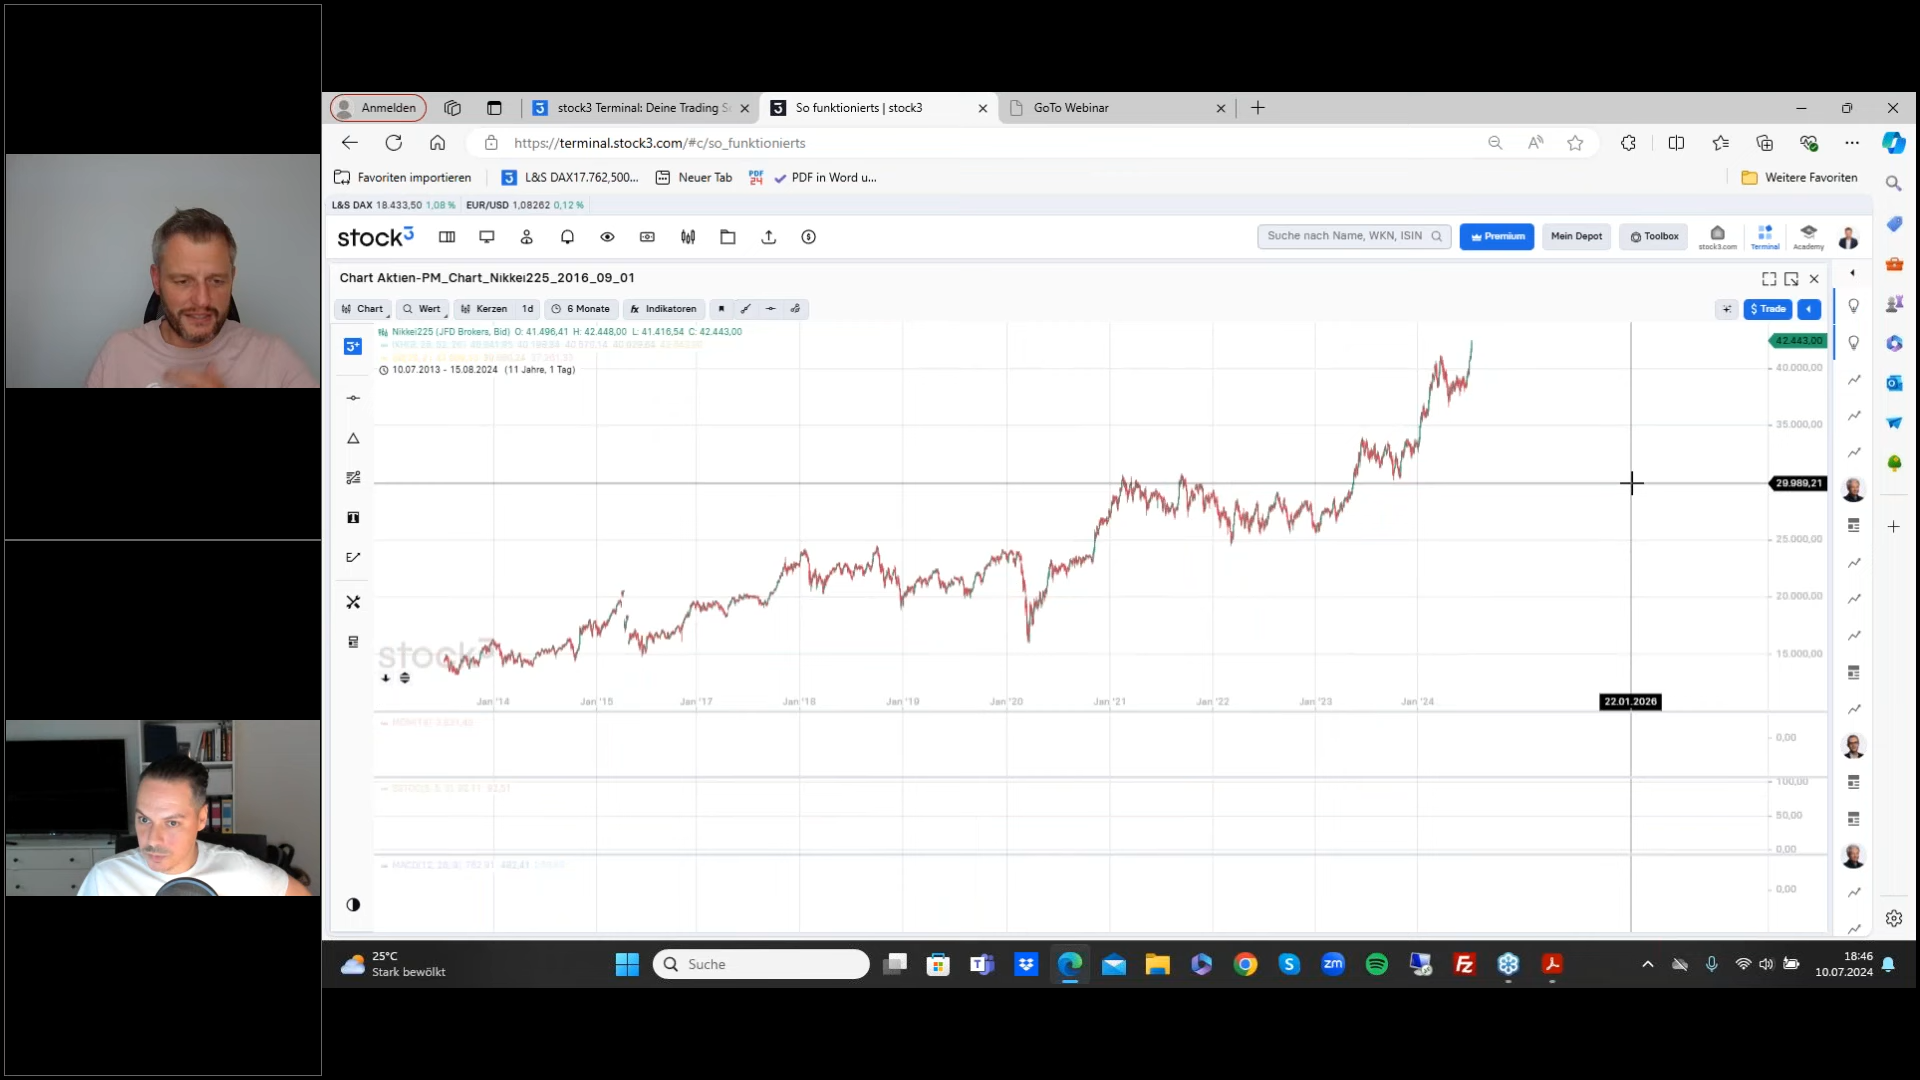 Anmelden
stock3 Terminal: Deine Trading S
So funktionierts | stock3
GoTo Webinar
https://terminal.stock3.com/#c/so_funktionierts
Favoriten importieren
L&S DAX17.762,500...
Neuer Tab
PDF in Word u...
Weitere Favoriten
L&S DAX 18.433,50 1,08 % EUR/USD 1,08262 0,12 %
stock3
Suche nach Name, WKN, ISIN
Premium
Mein Depot
Toolbox
stock3.com
Terminal
Academy
Chart Aktien-PM_Chart_Nikkei225_2016_09_01
Chart
Wert
Kerzen
1d
6 Monate
fx Indikatoren
$ Trade
Nikkei225 (JFD Brokers, Bid) O: 41.496,41 H: 42.448,00 L: 41.416,54 C: 42.443,00
10.07.2013 - 15.08.2024 (11 Jahre, 1 Tag)
42.443,00
40.000,00
35.000,00
29.989,21
25.000,00
20.000,00
15.000,00
stock3
Jan '14
Jan '15
Jan '17
Jan '18
Jan '19
Jan '20
Jan '21
Jan '22
Jan '23
Jan '24
22.01.2026
0,00
100,00
50,00
0,00
0,00
25°C
Stark bewölkt
Suche
zm
18:46
10.07.2024